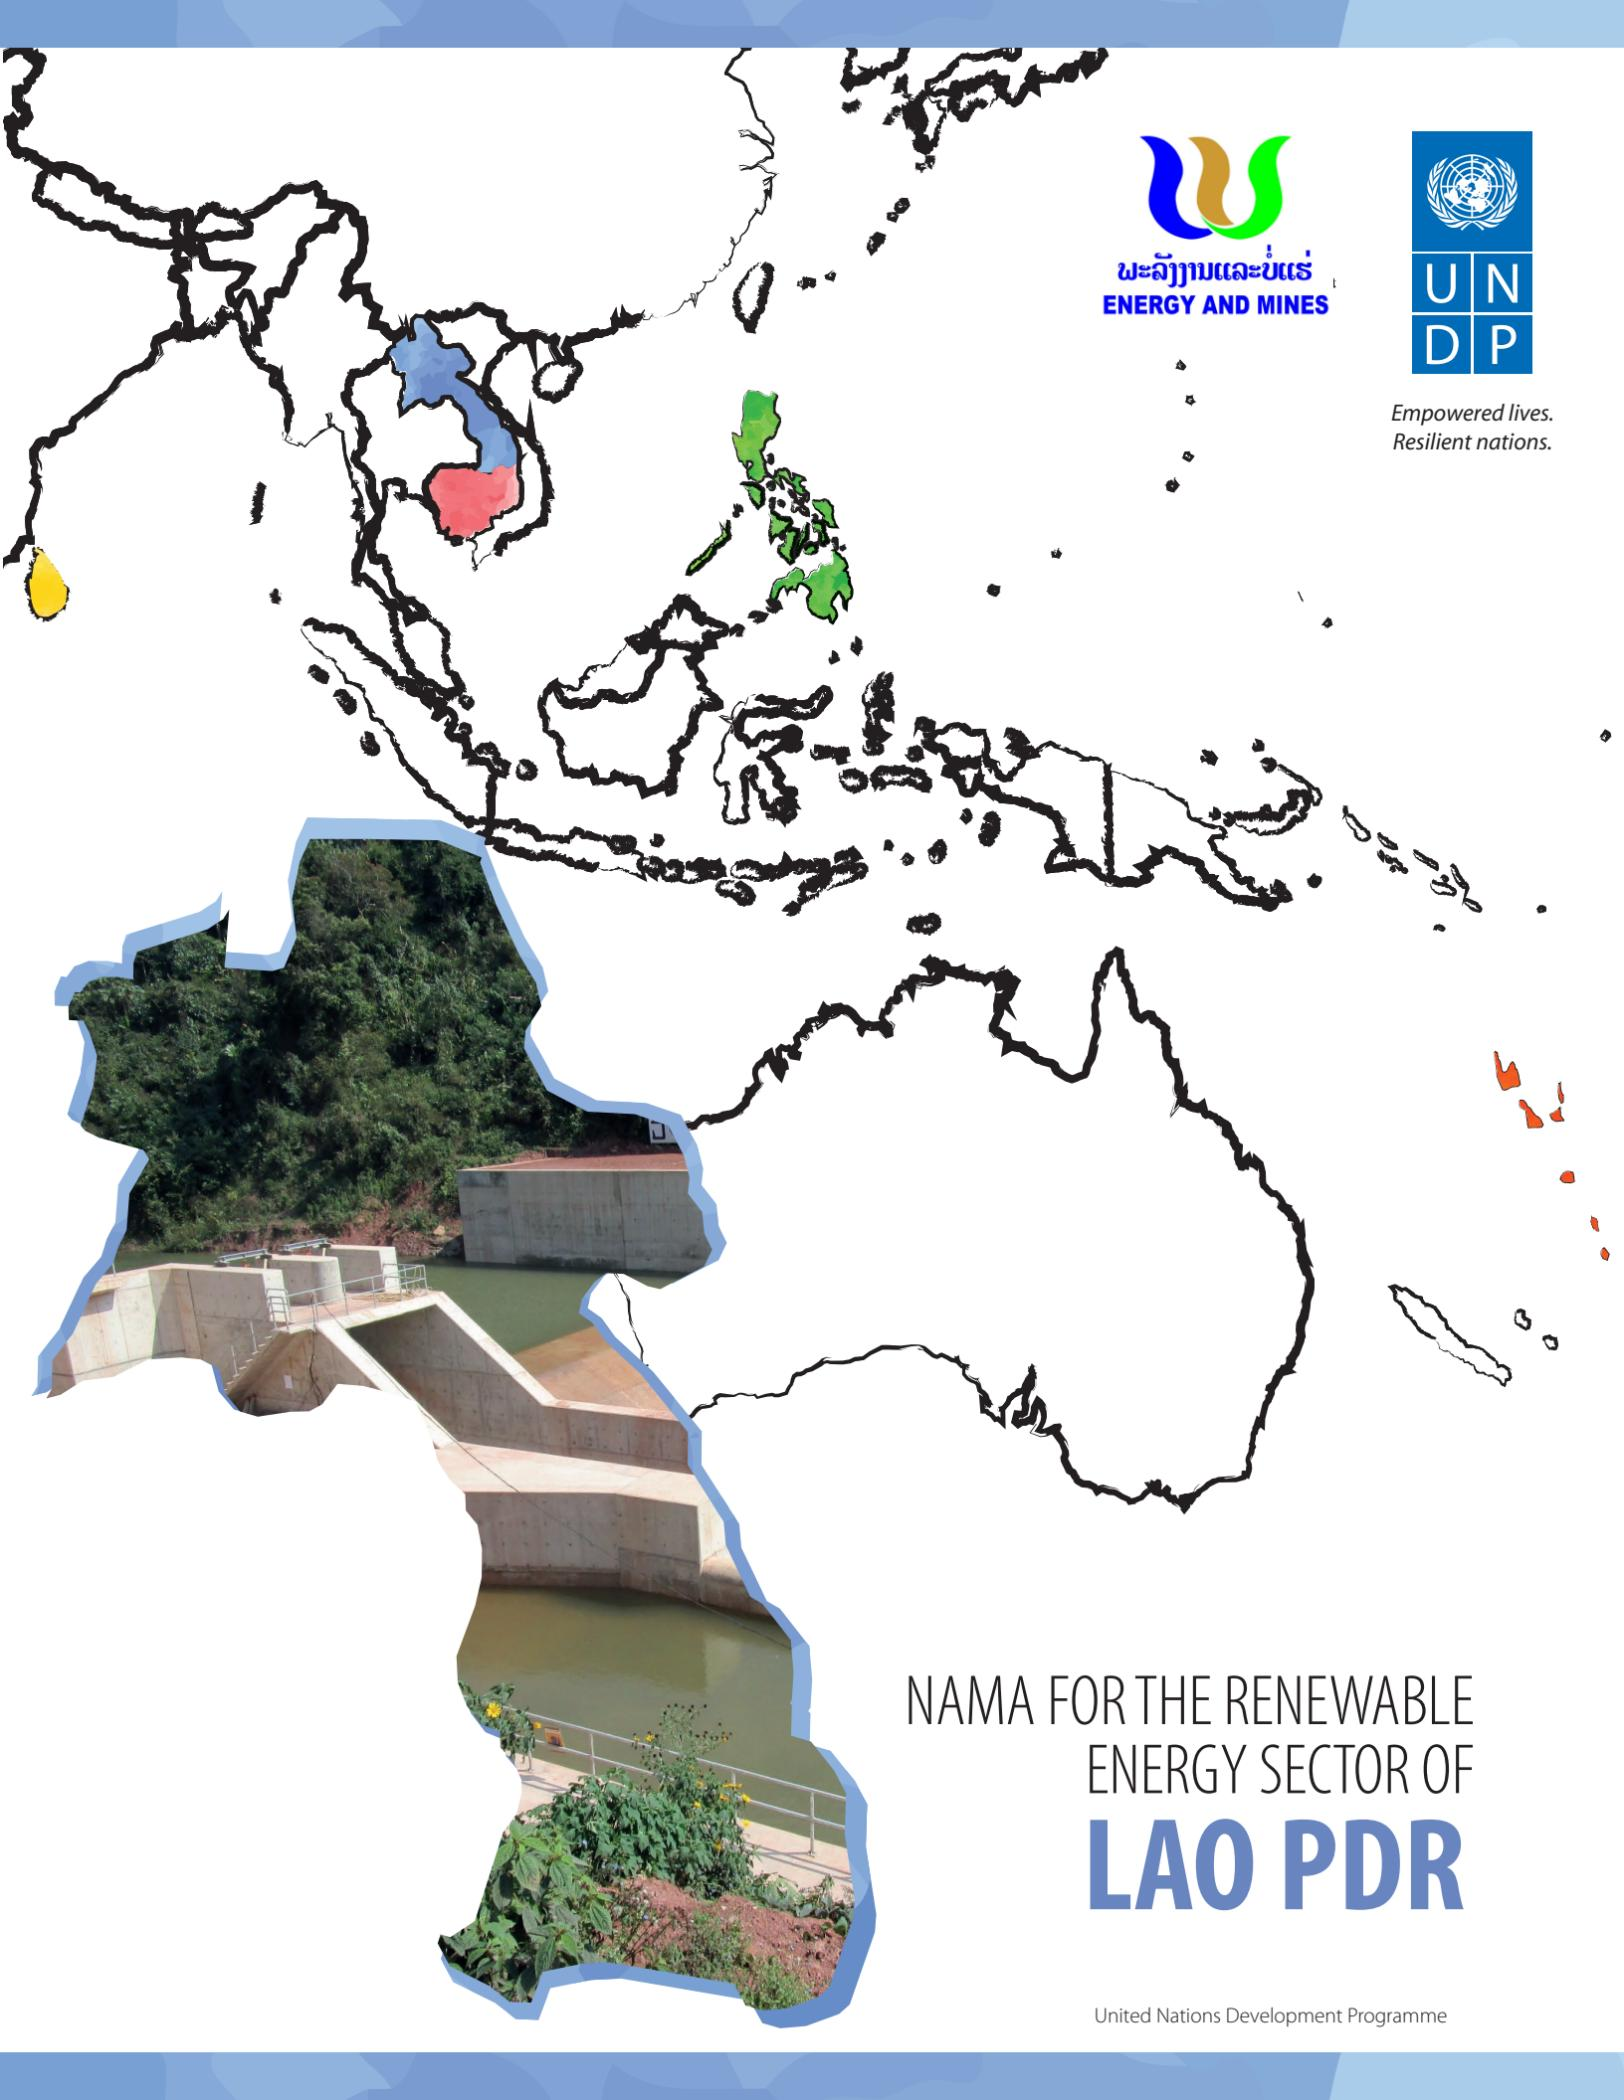 ພະລັງງານແລະບໍ່ແຮ່
ENERGY AND MINES
U N
D P
Empowered lives.
Resilient nations.
NAMA FOR THE RENEWABLE
ENERGY SECTOR OF
LAO PDR
United Nations Development Programme